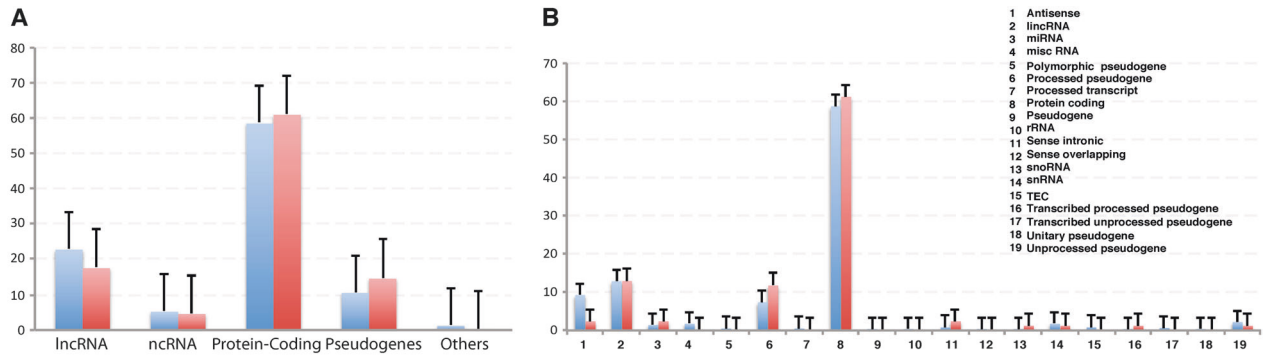 A
80
70
60
50
40
30
20
10
0
lncRNA ncRNA Protein-Coding Pseudogenes Others
B
70
60
50
40
30
20
10
0
1 2 3 4 5 6 7 8 9 10 11 12 13 14 15 16 17 18 19
1 Antisense
2 lincRNA
3 miRNA
4 misc RNA
5 Polymorphic pseudogene
6 Processed pseudogene
7 Processed transcript
8 Protein coding
9 Pseudogene
10 rRNA
11 Sense intronic
12 Sense overlapping
13 snoRNA
14 snRNA
15 TEC
16 Transcribed processed pseudogene
17 Transcribed unprocessed pseudogene
18 Unitary pseudogene
19 Unprocessed pseudogene